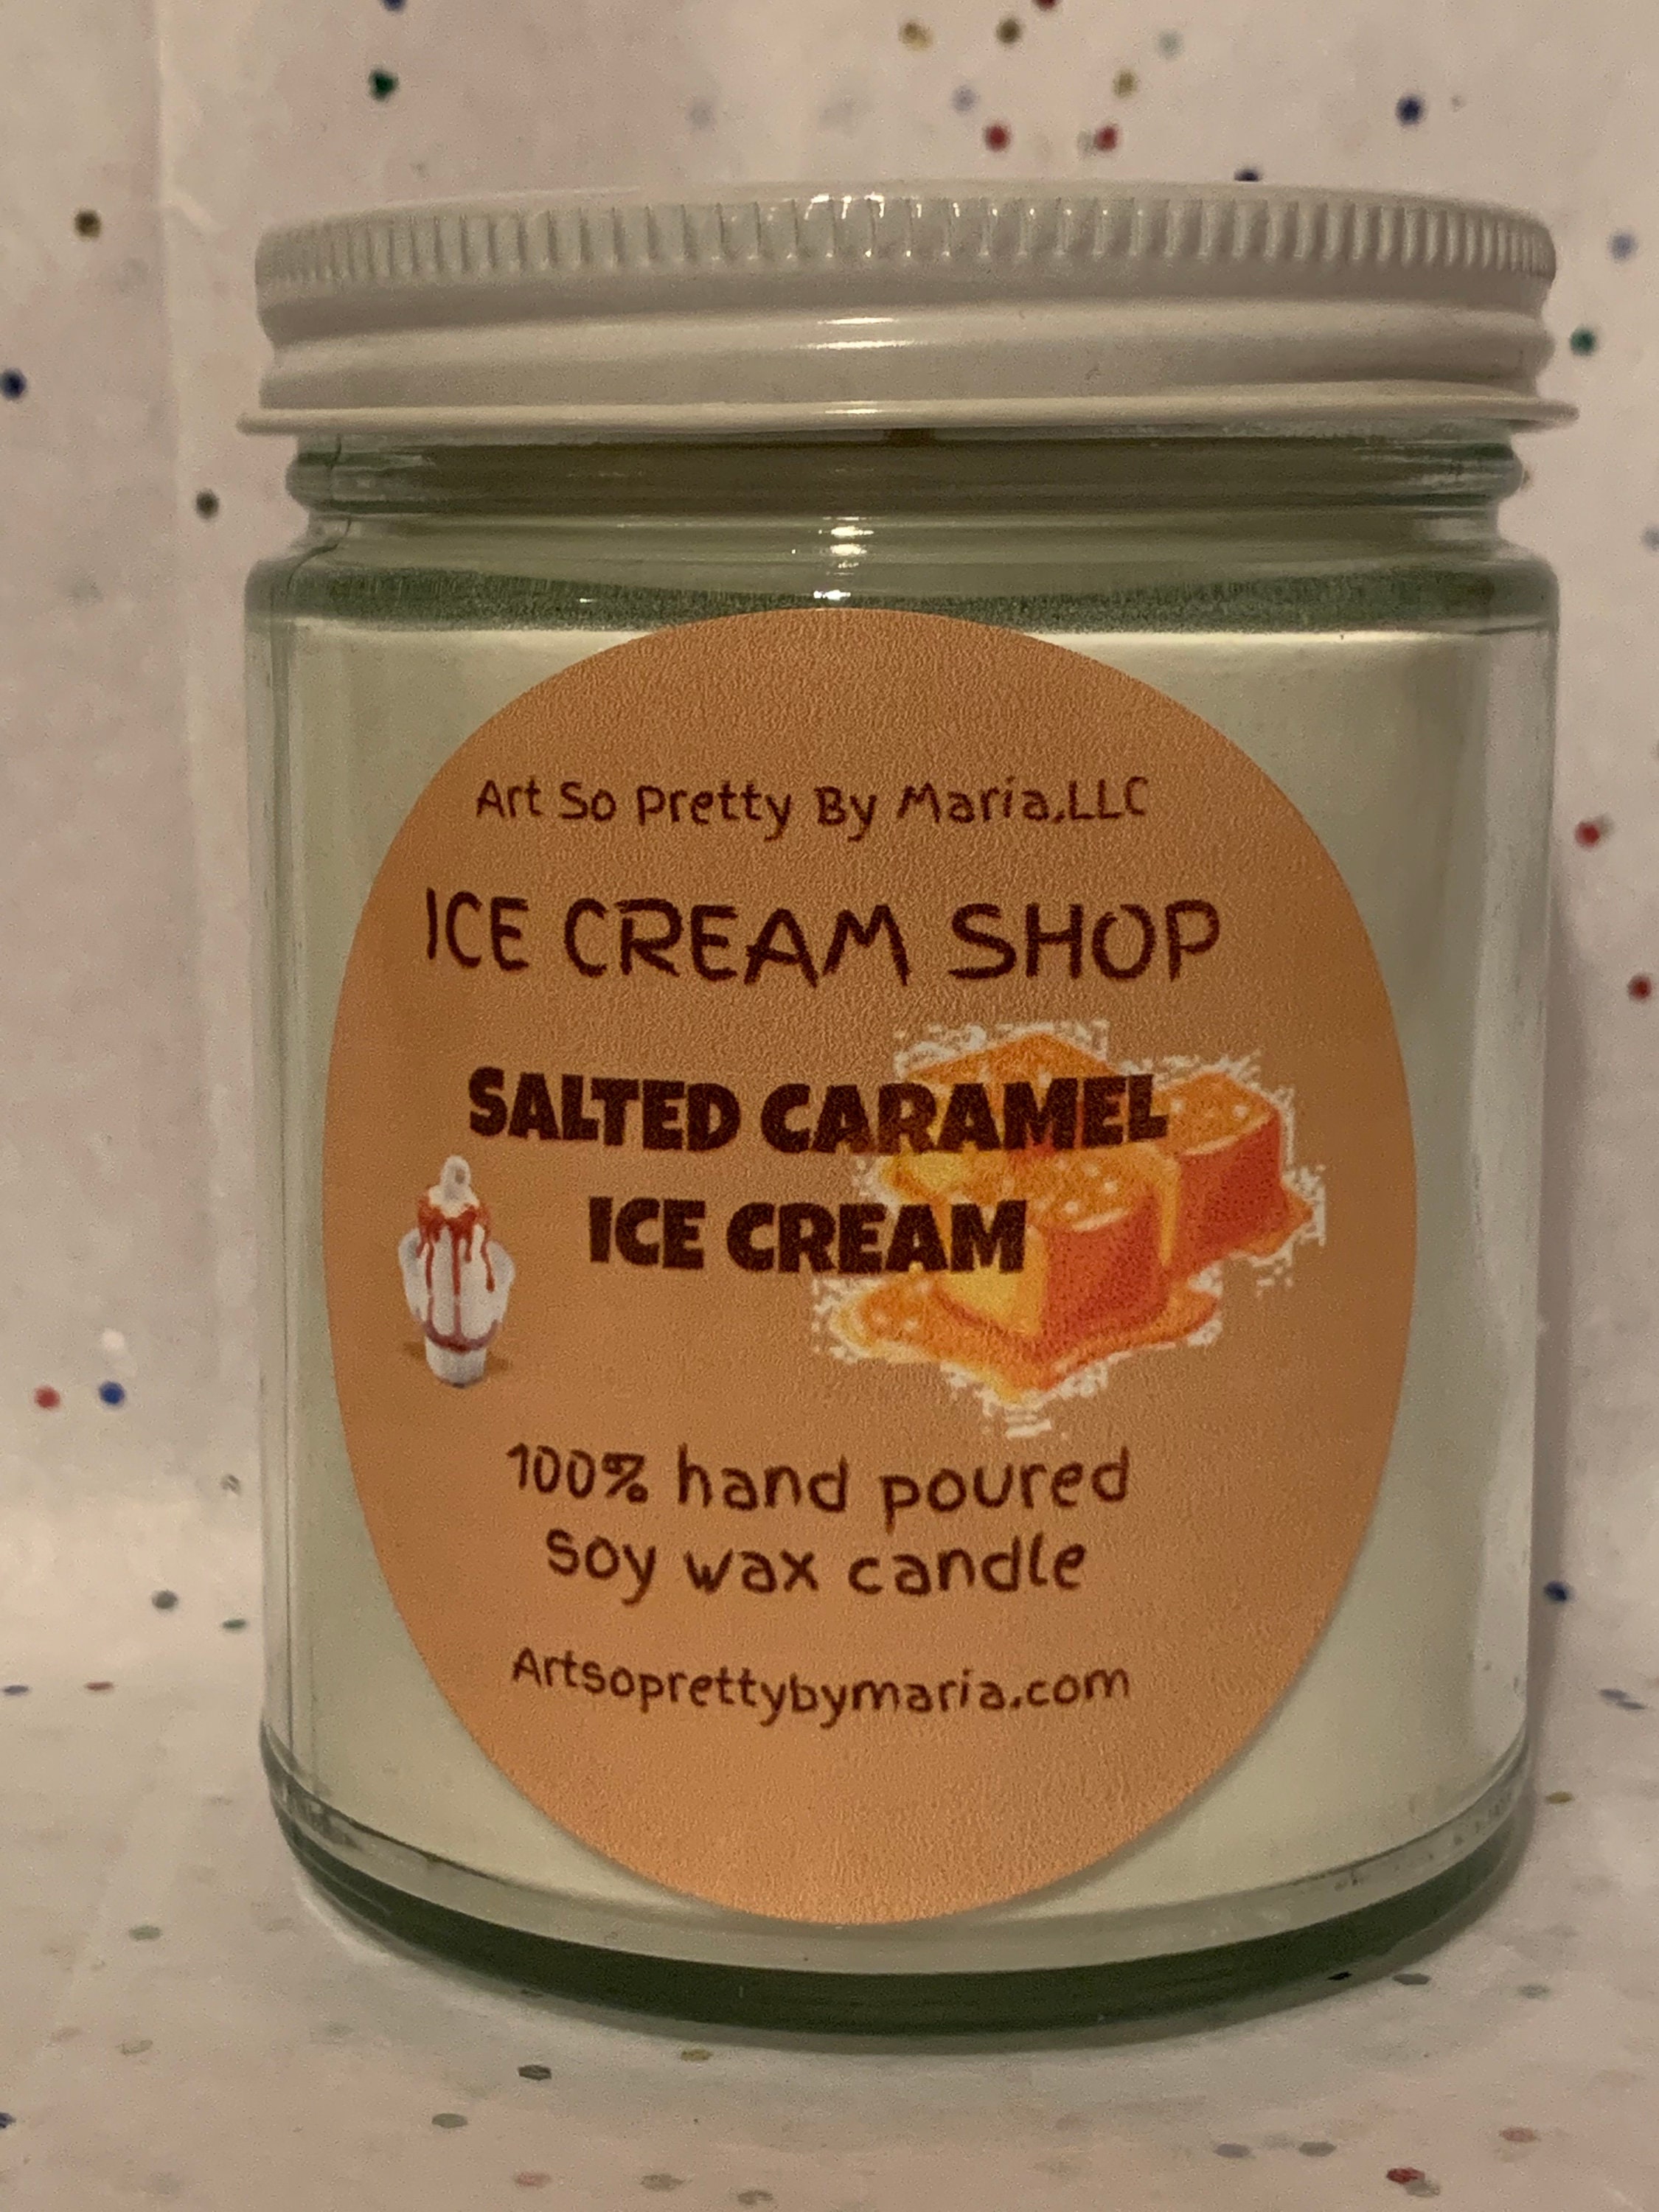 Art So Pretty By Maria,LLC
ICE CREAM SHOP
SALTED CARAMEL
ICE CREAM
100% hand poured
soy wax candle
Artsoprettybymaria.com